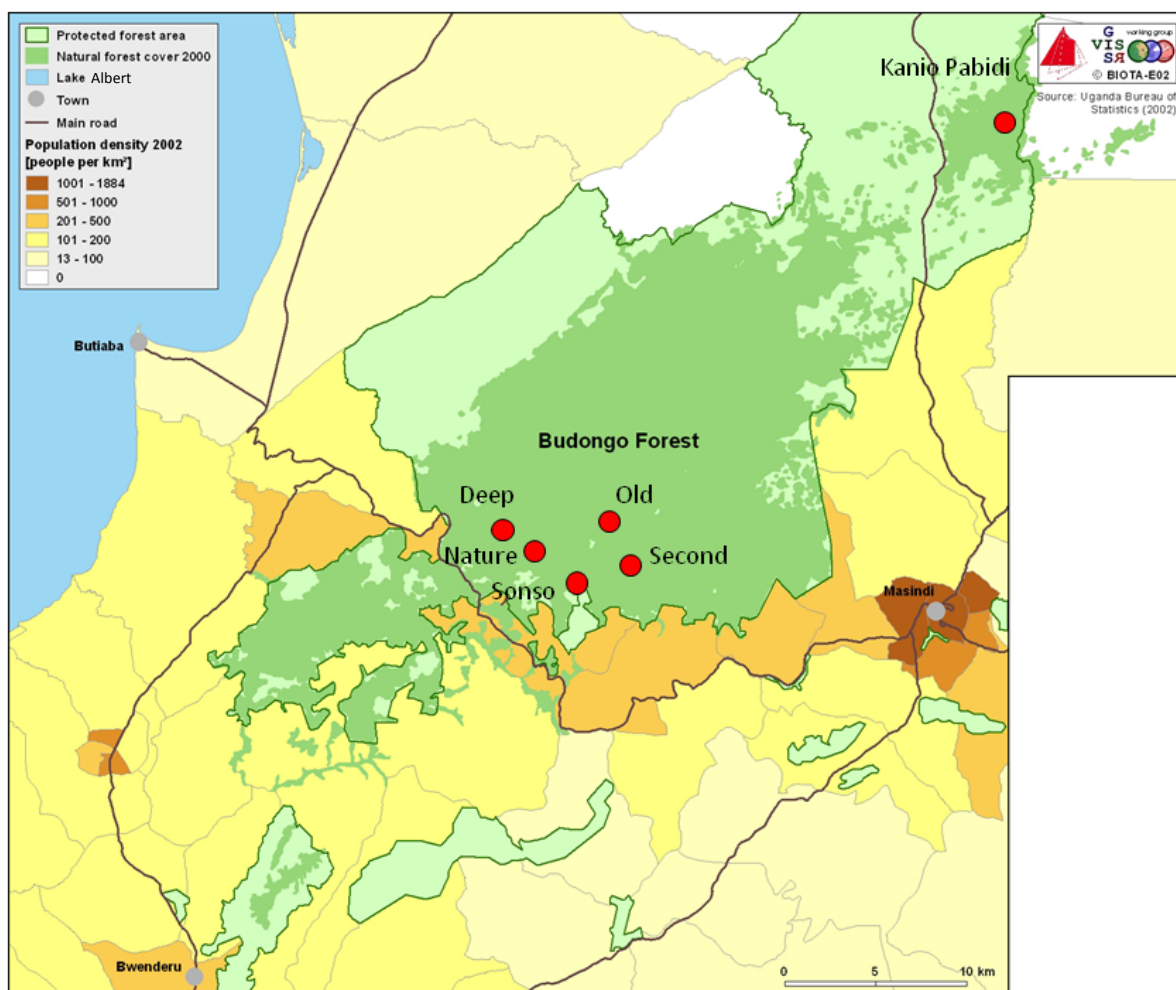 Protected forest area
Natural forest cover 2000
Lake Albert
Town
Main road
Population density 2002
[people per km²]
1001 - 1884
501 - 1000
201 - 500
101 - 200
13 - 100
0
Kanio Pabidi
G working group
VIS
SЯ
© BIOTA-E02
Source: Uganda Bureau of
Statistics (2002)
Butiaba
Budongo Forest
Deep
Old
Nature
Second
Sonso
Masindi
Bwenderu
0 5 10 km